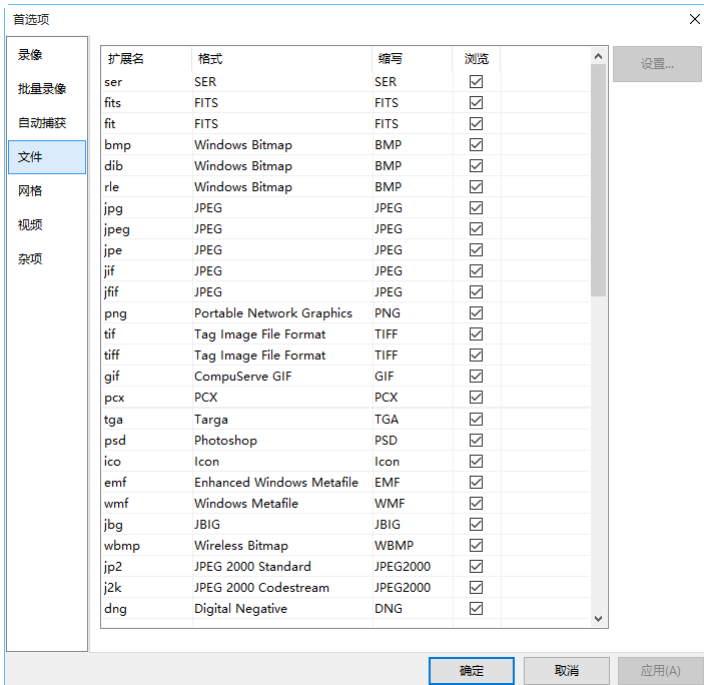 首选项
录像
批量录像
自动捕获
文件
网格
视频
杂项
扩展名 格式 缩写 浏览
ser SER SER
fits FITS FITS
fit FITS FITS
bmp Windows Bitmap BMP
dib Windows Bitmap BMP
rle Windows Bitmap BMP
jpg JPEG JPEG
jpeg JPEG JPEG
jpe JPEG JPEG
jif JPEG JPEG
jfif JPEG JPEG
png Portable Network Graphics PNG
tif Tag Image File Format TIFF
tiff Tag Image File Format TIFF
gif CompuServe GIF GIF
pcx PCX PCX
tga Targa TGA
psd Photoshop PSD
ico Icon Icon
emf Enhanced Windows Metafile EMF
wmf Windows Metafile WMF
jbg JBIG JBIG
wbmp Wireless Bitmap WBMP
jp2 JPEG 2000 Standard JPEG2000
j2k JPEG 2000 Codestream JPEG2000
dng Digital Negative DNG
设置...
确定 取消 应用(A)